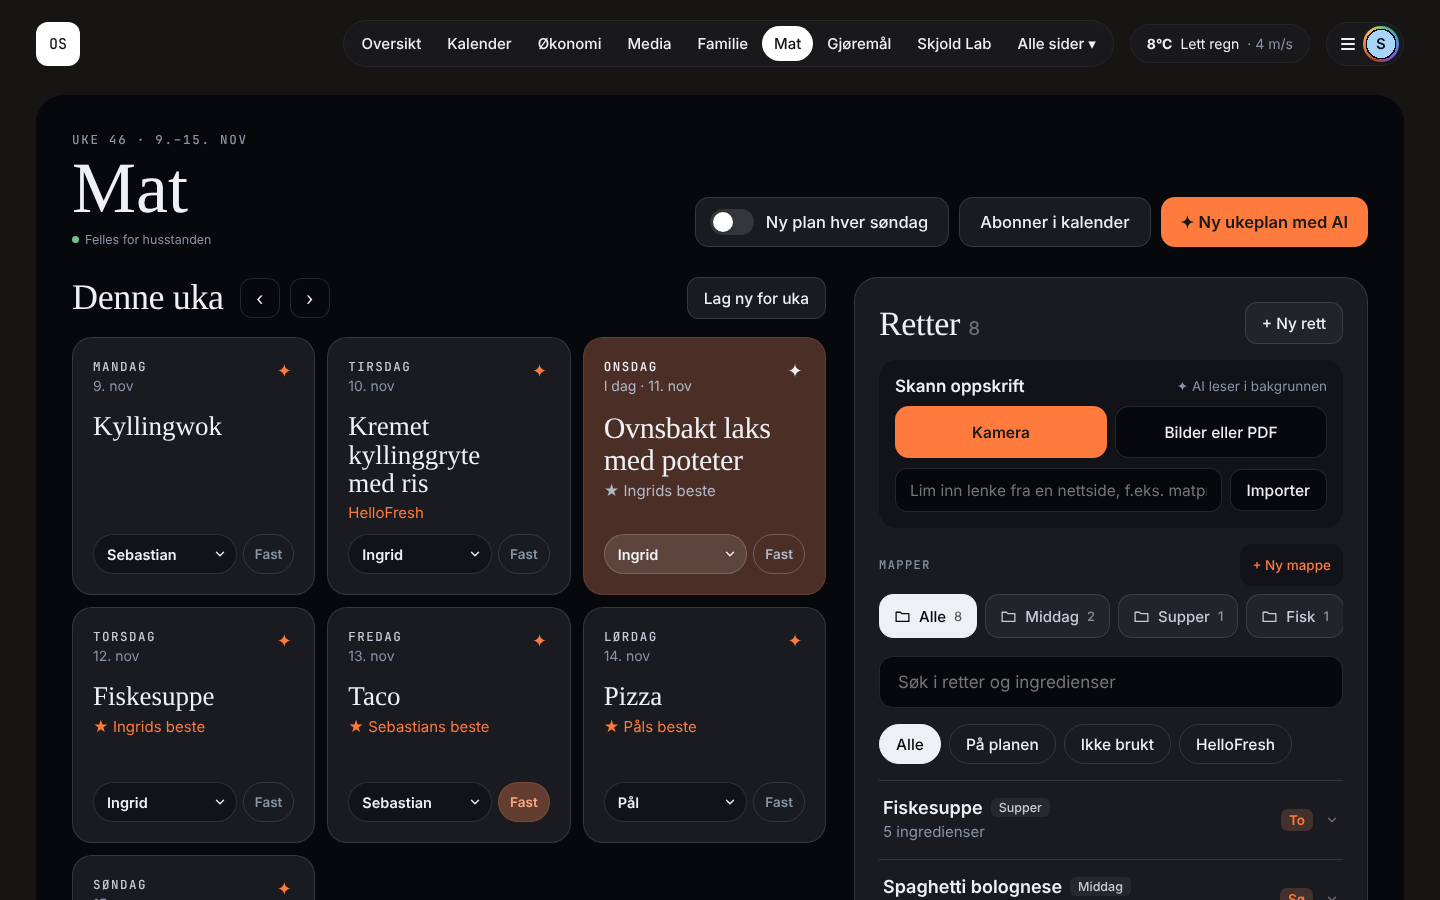 OS
Oversikt Kalender Økonomi Media Familie Mat Gjøremål Skjold Lab Alle sider ▾
8°C Lett regn · 4 m/s
S
UKE 46 · 9.–15. NOV
Mat
Felles for husstanden
Ny plan hver søndag
Abonner i kalender
✦ Ny ukeplan med AI
Denne uka ‹ ›
Lag ny for uka
MANDAG ✦
9. nov
Kyllingwok
Sebastian Fast
TIRSDAG ✦
10. nov
Kremet
kyllinggryte
med ris
HelloFresh
Ingrid Fast
ONSDAG ✦
I dag · 11. nov
Ovnsbakt laks
med poteter
★ Ingrids beste
Ingrid Fast
TORSDAG ✦
12. nov
Fiskesuppe
★ Ingrids beste
Ingrid Fast
FREDAG ✦
13. nov
Taco
★ Sebastians beste
Sebastian Fast
LØRDAG ✦
14. nov
Pizza
★ Påls beste
Pål Fast
SØNDAG ✦
Retter 8
+ Ny rett
Skann oppskrift
✦ AI leser i bakgrunnen
Kamera
Bilder eller PDF
Lim inn lenke fra en nettside, f.eks. matp
Importer
MAPPER
+ Ny mappe
Alle 8
Middag 2
Supper 1
Fisk 1
Søk i retter og ingredienser
Alle På planen Ikke brukt HelloFresh
Fiskesuppe Supper
5 ingredienser
To
Spaghetti bolognese Middag
Sø